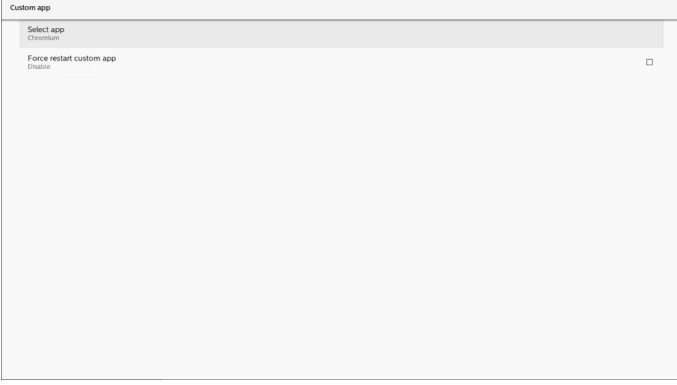 Custom app
Select app
Chromium
Force restart custom app
Disable